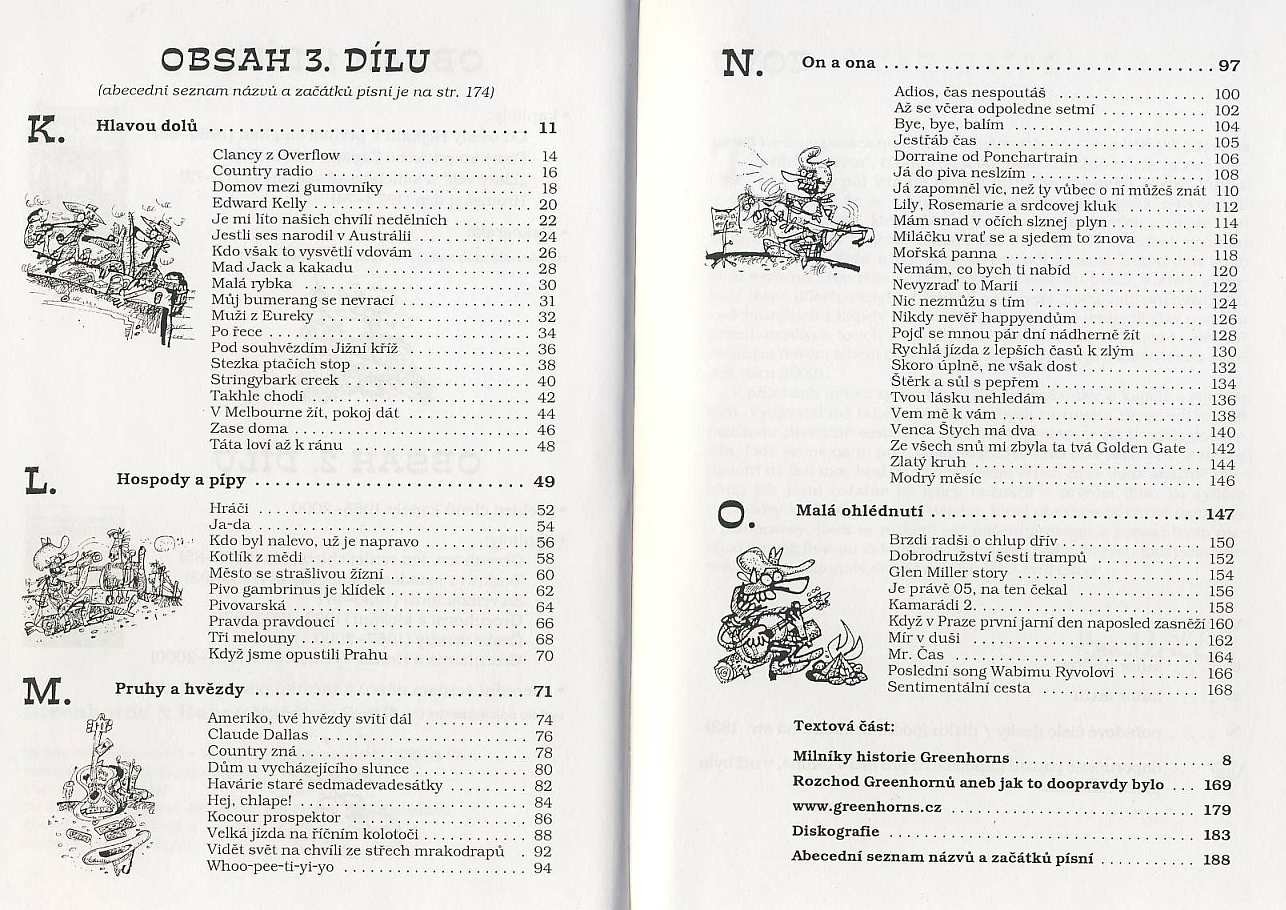 OBSAH 3. DÍLU
(abecední seznam názvů a začátků písní je na str. 174)
K. Hlavou dolů 11
Clancy z Overflow 14
Country radio 16
Domov mezi gumovníky 18
Edward Kelly 20
Je mi líto našich chvílí nedělních 22
Jestli ses narodil v Austrálii 24
Kdo však to vysvětlí vdovám 26
Mad Jack a kakadu 28
Malá rybka 30
Můj bumerang se nevrací 31
Muži z Eureky 32
Po řece 34
Pod souhvězdím Jižní kříž 36
Stezka ptačích stop 38
Stringybark creek 40
Takhle chodí 42
V Melbourne žít, pokoj dát 44
Zase doma 46
Táta loví až k ránu 48
L. Hospody a pípy 49
Hráči 52
Ja-da 54
Kdo byl nalevo, už je napravo 56
Kotlík z mědi 58
Město se strašlivou žízní 60
Pivo gambrinus je klídek 62
Pivovarská 64
Pravda pravdoucí 66
Tři melouny 68
Když jsme opustili Prahu 70
M. Pruhy a hvězdy 71
Ameriko, tvé hvězdy svítí dál 74
Claude Dallas 76
Country zná 78
Dům u vycházejícího slunce 80
Havárie staré sedmadevadesátky 82
Hej, chlape! 84
Kocour prospektor 86
Velká jízda na říčním kolotoči 88
Vidět svět na chvíli ze střech mrakodrapů 92
Whoo-pee-ti-yi-yo 94
N. On a ona 97
Adios, čas nespoutáš 100
Až se včera odpoledne setmí 102
Bye, bye, balím 104
Jestřáb čas 105
Dorraine od Ponchartrain 106
Já do piva neslzím 108
Já zapomněl víc, než ty vůbec o ní můžeš znát 110
Lily, Rosemarie a srdcovej kluk 112
Mám snad v očích slznej plyn 114
Miláčku vrať se a sjedem to znova 116
Mořská panna 118
Nemám, co bych ti nabíd 120
Nevyzraď to Marii 122
Nic nezmůžu s tím 124
Nikdy nevěř happyendům 126
Pojď se mnou pár dní nádherně žít 128
Rychlá jízda z lepších časů k zlým 130
Skoro úplně, ne však dost 132
Štěrk a sůl s pepřem 134
Tvou lásku nehledám 136
Vem mě k vám 138
Venca Štych má dva 140
Ze všech snů mi zbyla ta tvá Golden Gate 142
Zlatý kruh 144
Modrý měsíc 146
O. Malá ohlédnutí 147
Brzdi radši o chlup dřív 150
Dobrodružství šesti trampů 152
Glen Miller story 154
Je právě 05, na ten čekal 156
Kamarádi 2. 158
Když v Praze první jarní den naposled zasněží 160
Mír v duši 162
Mr. Čas 164
Poslední song Wabimu Ryvolovi 166
Sentimentální cesta 168
Textová část:
Milníky historie Greenhorns 8
Rozchod Greenhornů aneb jak to doopravdy bylo 169
www.greenhorns.cz 179
Diskografie 183
Abecední seznam názvů a začátků písní 188